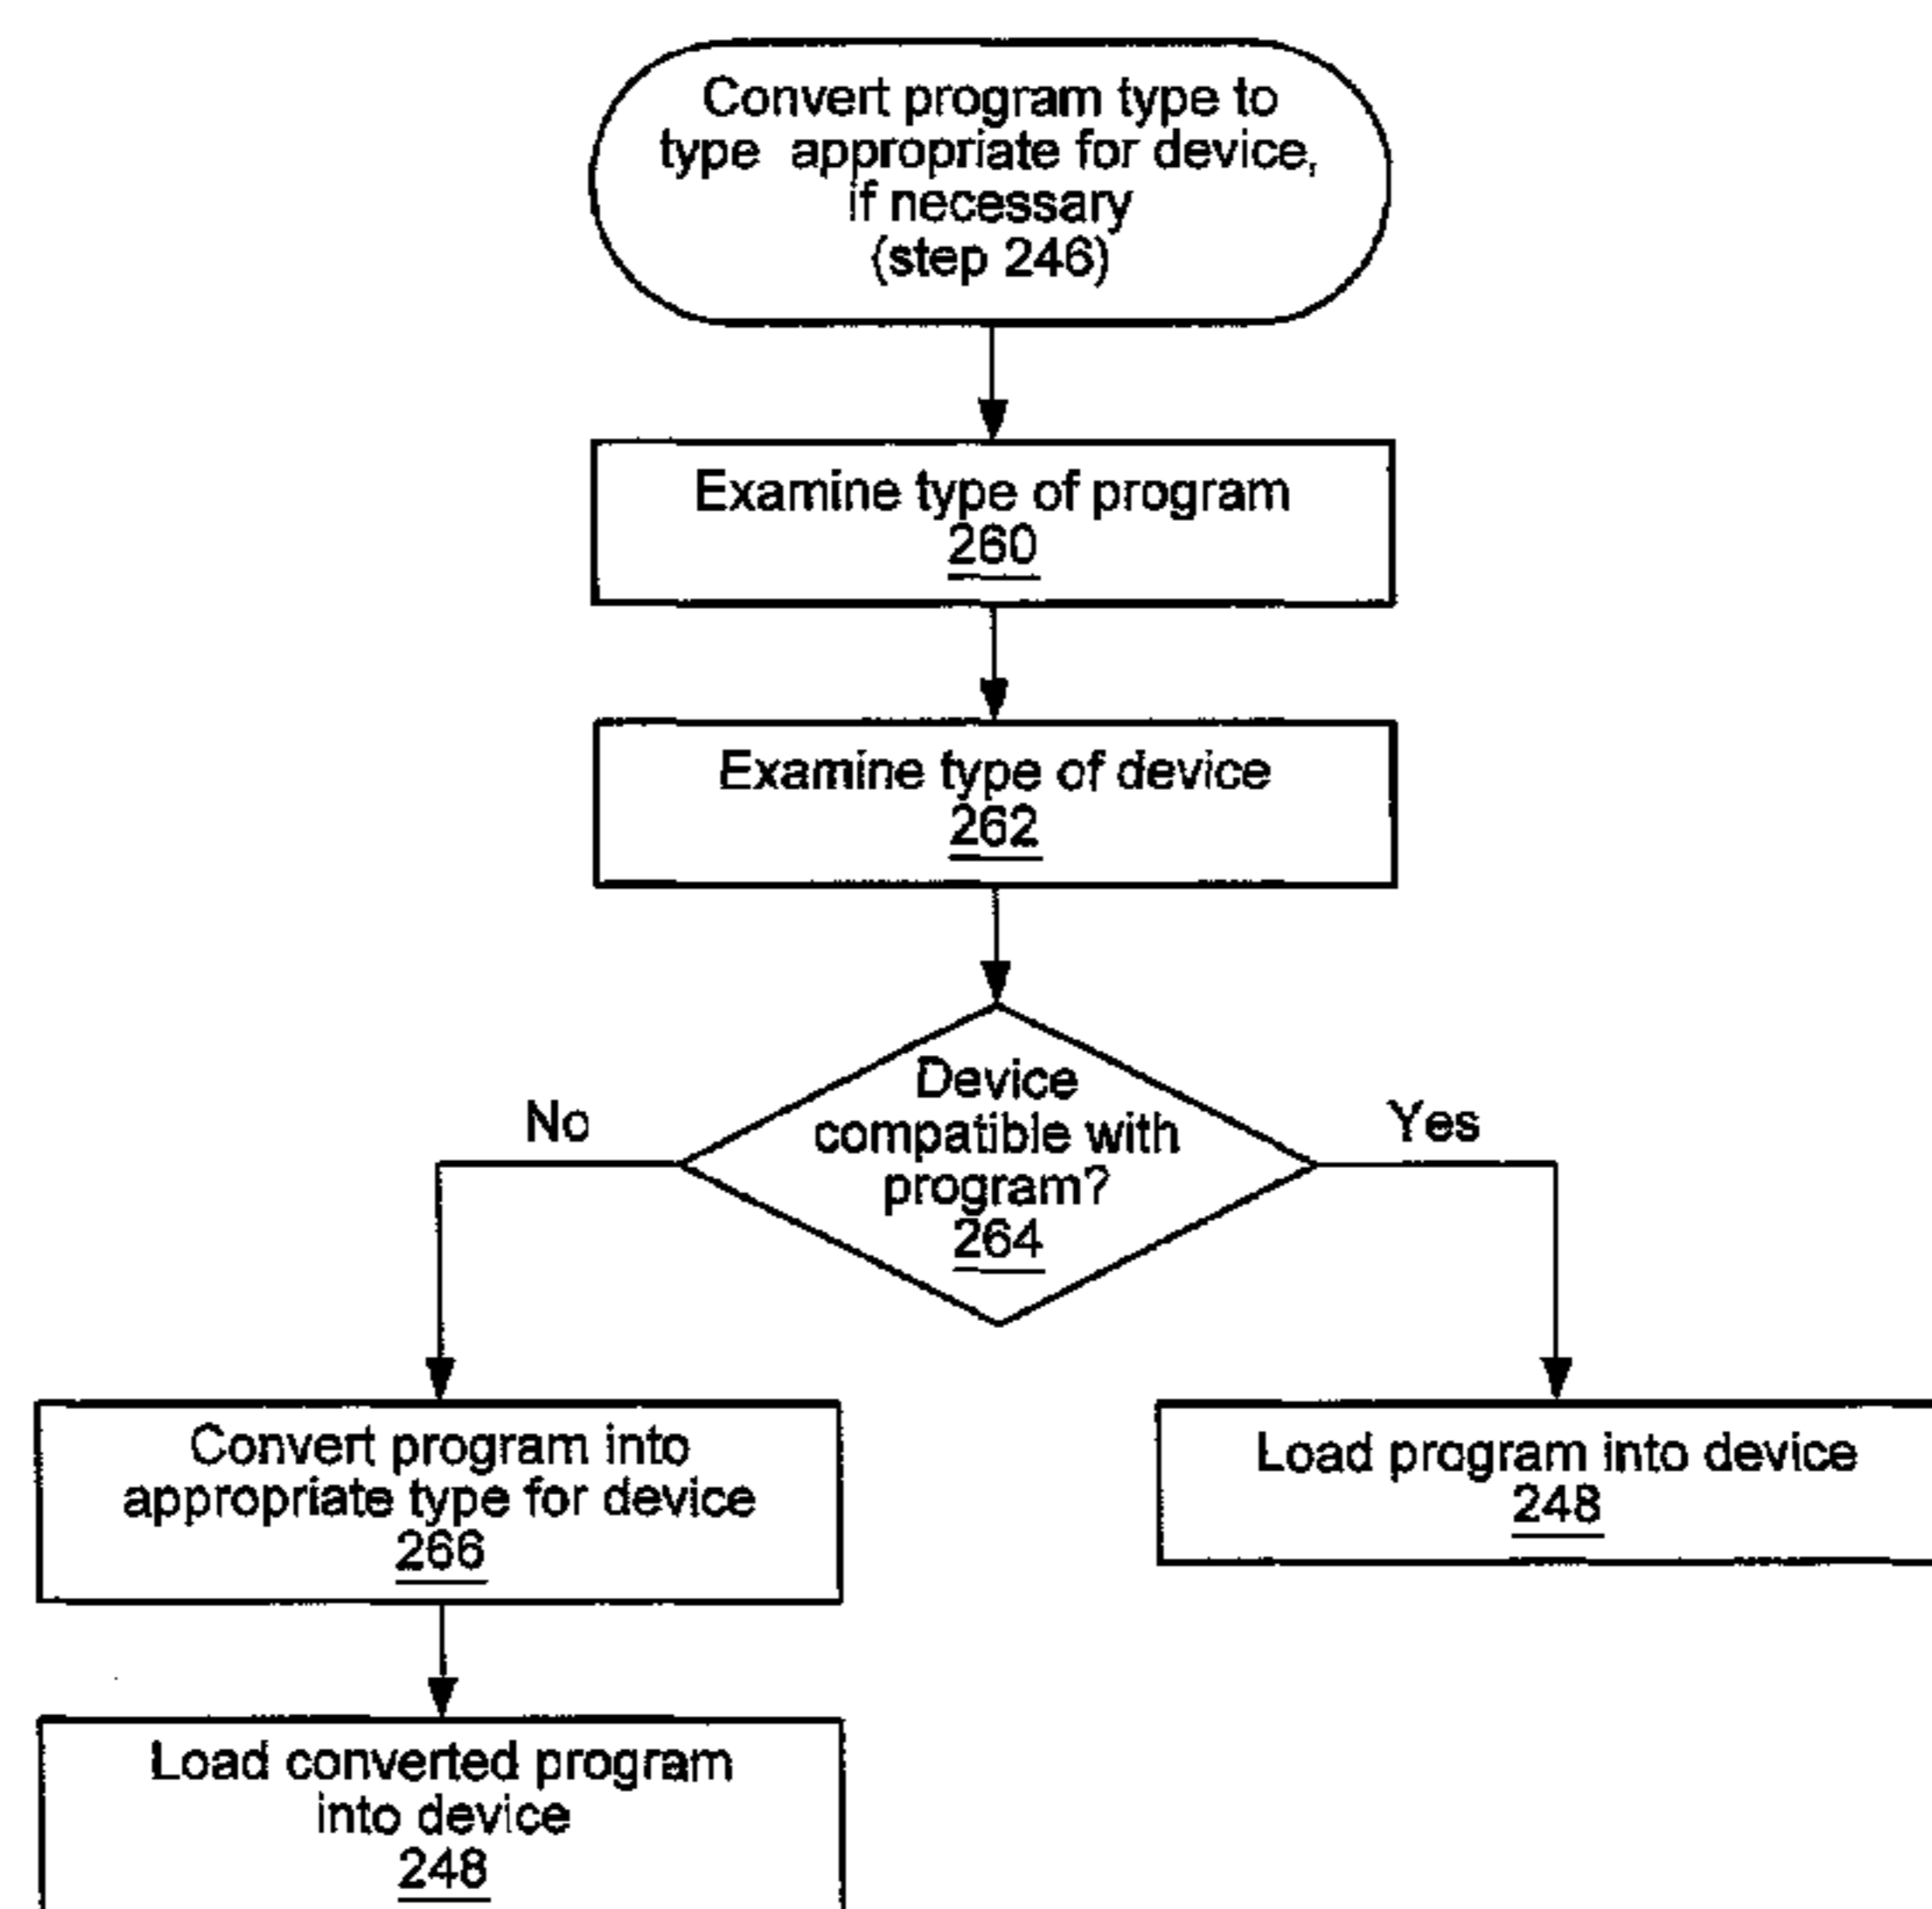 Convert program type to
type appropriate for device,
if necessary
(step 246)
Examine type of program
260
Examine type of device
262
Device
compatible with
program?
264
No
Yes
Convert program into
appropriate type for device
266
Load program into device
248
Load converted program
into device
248